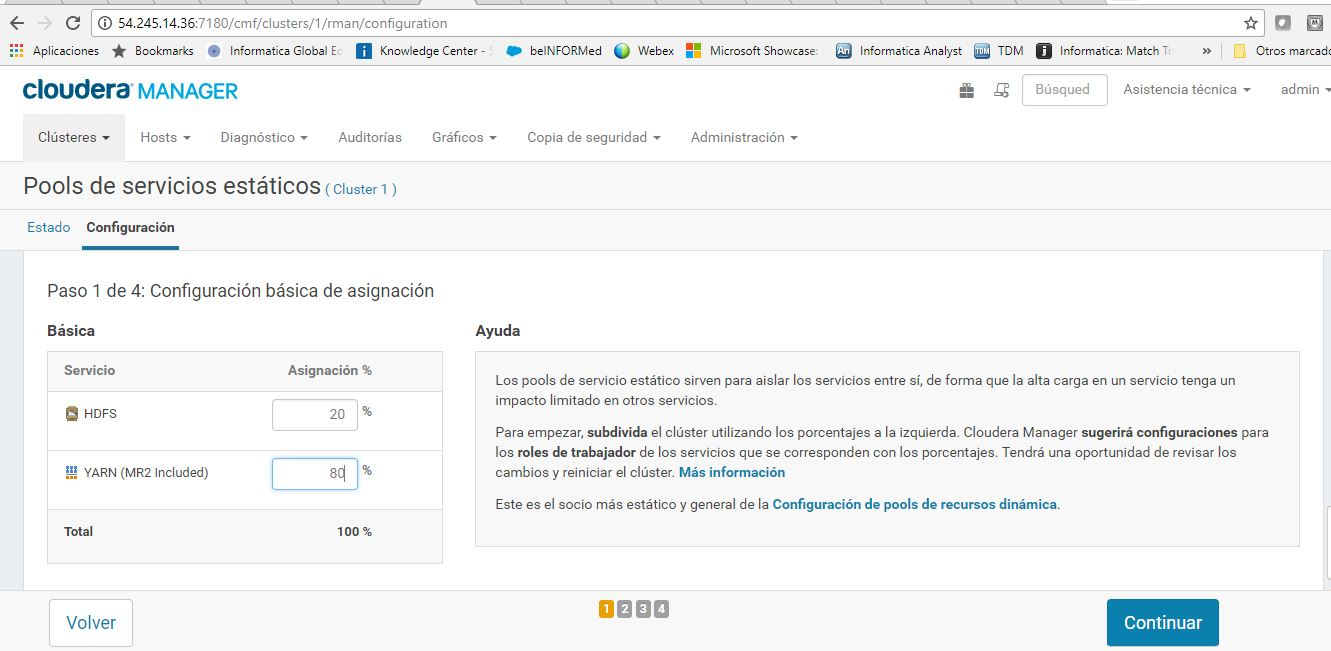 54.245.14.36:7180/cmf/clusters/1/rman/configuration
Aplicaciones Bookmarks Informatica Global Ed Knowledge Center - S beINFORMed Webex Microsoft Showcase: Informatica Analyst TDM Informatica: Match Tr » Otros marcado
cloudera MANAGER Búsqued Asistencia técnica admin
Clústeres Hosts Diagnóstico Auditorías Gráficos Copia de seguridad Administración
Pools de servicios estáticos ( Cluster 1 )
Estado Configuración
Paso 1 de 4: Configuración básica de asignación
Básica
Servicio Asignación %
HDFS 20 %
YARN (MR2 Included) 80 %
Total 100 %
Ayuda
Los pools de servicio estático sirven para aislar los servicios entre sí, de forma que la alta carga en un servicio tenga un
impacto limitado en otros servicios.
Para empezar, subdivida el clúster utilizando los porcentajes a la izquierda. Cloudera Manager sugerirá configuraciones para
los roles de trabajador de los servicios que se corresponden con los porcentajes. Tendrá una oportunidad de revisar los
cambios y reiniciar el clúster. Más información
Este es el socio más estático y general de la Configuración de pools de recursos dinámica.
Volver 1 2 3 4 Continuar